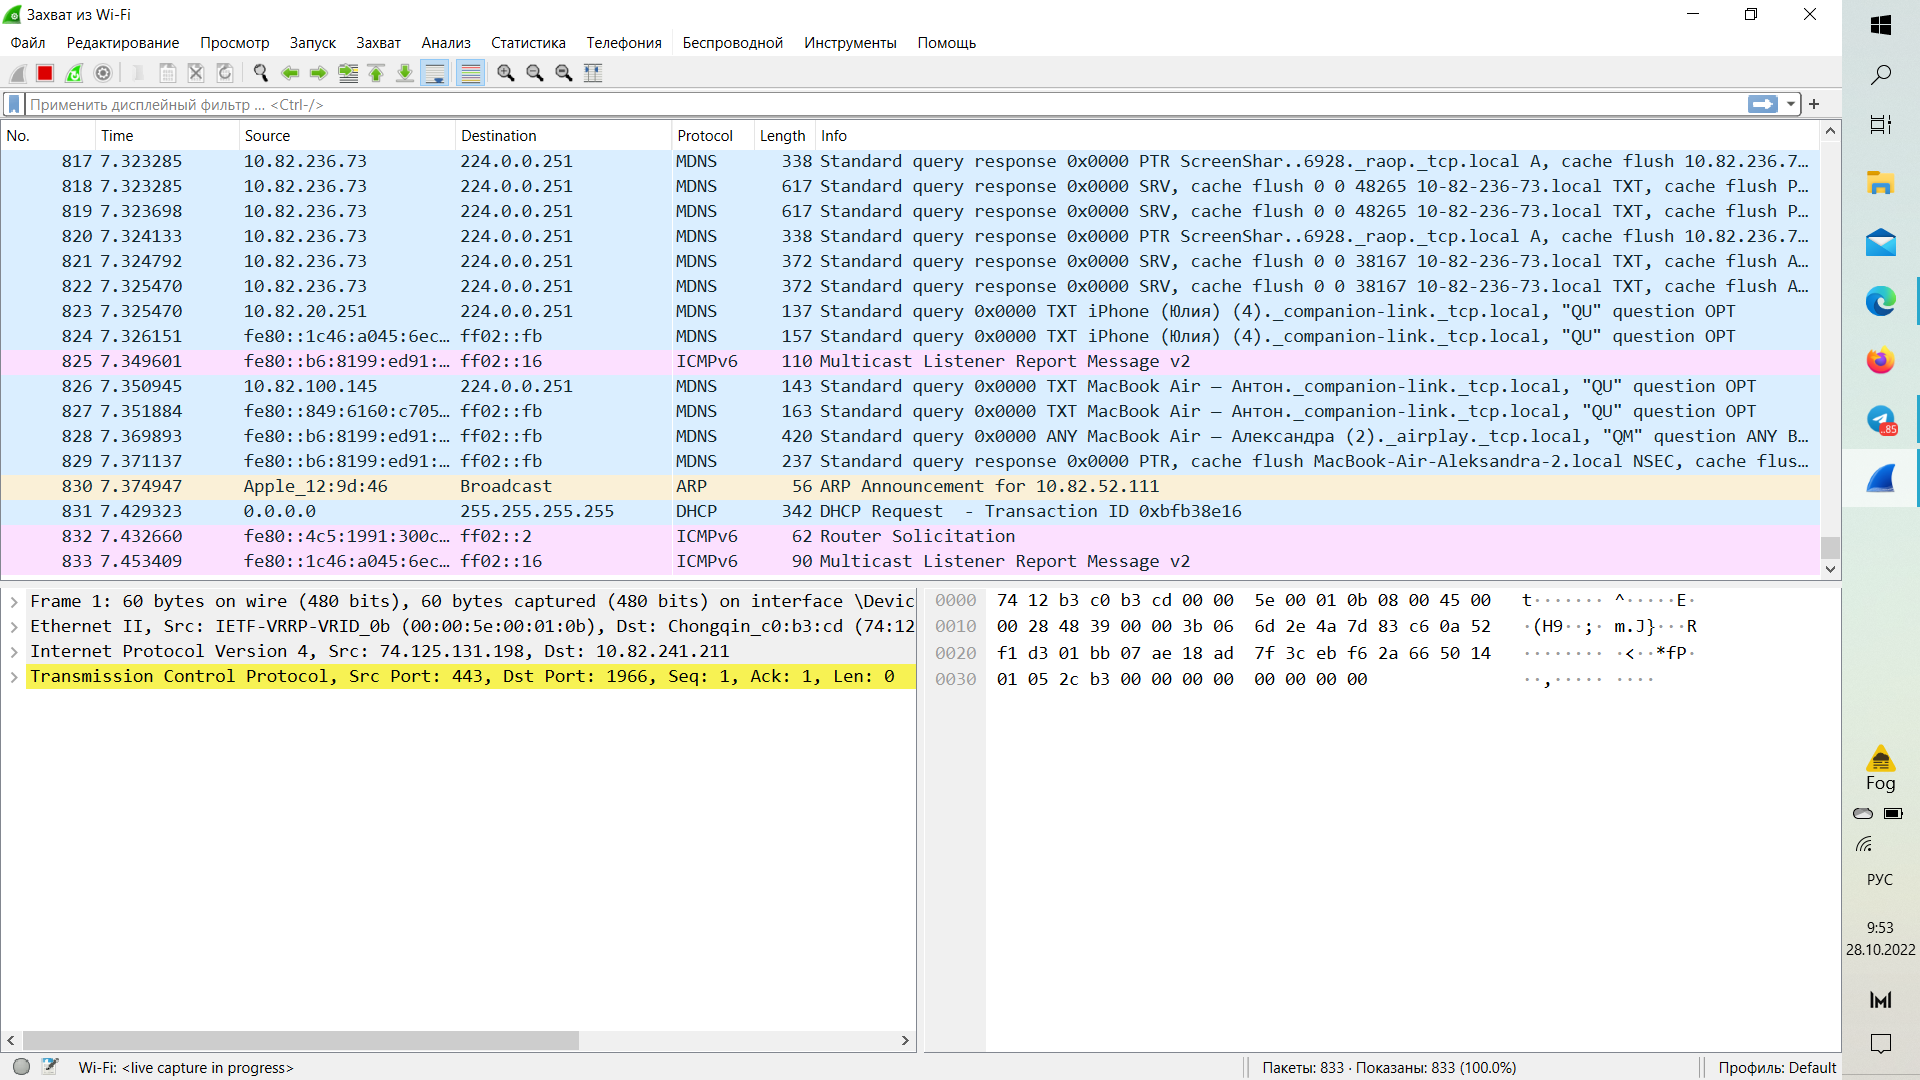 Захват из Wi-Fi
Файл Редактирование Просмотр Запуск Захват Анализ Статистика Телефония Беспроводной Инструменты Помощь
Применить дисплейный фильтр ... <Ctrl-/>
No. Time Source Destination Protocol Length Info
817 7.323285 10.82.236.73 224.0.0.251 MDNS 338 Standard query response 0x0000 PTR ScreenShar..6928._raop._tcp.local A, cache flush 10.82.236.7…
818 7.323285 10.82.236.73 224.0.0.251 MDNS 617 Standard query response 0x0000 SRV, cache flush 0 0 48265 10-82-236-73.local TXT, cache flush P…
819 7.323698 10.82.236.73 224.0.0.251 MDNS 617 Standard query response 0x0000 SRV, cache flush 0 0 48265 10-82-236-73.local TXT, cache flush P…
820 7.324133 10.82.236.73 224.0.0.251 MDNS 338 Standard query response 0x0000 PTR ScreenShar..6928._raop._tcp.local A, cache flush 10.82.236.7…
821 7.324792 10.82.236.73 224.0.0.251 MDNS 372 Standard query response 0x0000 SRV, cache flush 0 0 38167 10-82-236-73.local TXT, cache flush A…
822 7.325470 10.82.236.73 224.0.0.251 MDNS 372 Standard query response 0x0000 SRV, cache flush 0 0 38167 10-82-236-73.local TXT, cache flush A…
823 7.325470 10.82.20.251 224.0.0.251 MDNS 137 Standard query 0x0000 TXT iPhone (Юлия) (4)._companion-link._tcp.local, "QU" question OPT
824 7.326151 fe80::1c46:a045:6ec… ff02::fb MDNS 157 Standard query 0x0000 TXT iPhone (Юлия) (4)._companion-link._tcp.local, "QU" question OPT
825 7.349601 fe80::b6:8199:ed91:… ff02::16 ICMPv6 110 Multicast Listener Report Message v2
826 7.350945 10.82.100.145 224.0.0.251 MDNS 143 Standard query 0x0000 TXT MacBook Air — Антон._companion-link._tcp.local, "QU" question OPT
827 7.351884 fe80::849:6160:c705… ff02::fb MDNS 163 Standard query 0x0000 TXT MacBook Air — Антон._companion-link._tcp.local, "QU" question OPT
828 7.369893 fe80::b6:8199:ed91:… ff02::fb MDNS 420 Standard query 0x0000 ANY MacBook Air — Александра (2)._airplay._tcp.local, "QM" question ANY B…
829 7.371137 fe80::b6:8199:ed91:… ff02::fb MDNS 237 Standard query response 0x0000 PTR, cache flush MacBook-Air-Aleksandra-2.local NSEC, cache flus…
830 7.374947 Apple_12:9d:46 Broadcast ARP 56 ARP Announcement for 10.82.52.111
831 7.429323 0.0.0.0 255.255.255.255 DHCP 342 DHCP Request - Transaction ID 0xbfb38e16
832 7.432660 fe80::4c5:1991:300c… ff02::2 ICMPv6 62 Router Solicitation
833 7.453409 fe80::1c46:a045:6ec… ff02::16 ICMPv6 90 Multicast Listener Report Message v2
Frame 1: 60 bytes on wire (480 bits), 60 bytes captured (480 bits) on interface \Devic
Ethernet II, Src: IETF-VRRP-VRID_0b (00:00:5e:00:01:0b), Dst: Chongqin_c0:b3:cd (74:12
Internet Protocol Version 4, Src: 74.125.131.198, Dst: 10.82.241.211
Transmission Control Protocol, Src Port: 443, Dst Port: 1966, Seq: 1, Ack: 1, Len: 0
0000 74 12 b3 c0 b3 cd 00 00 5e 00 01 0b 08 00 45 00 t······· ^·····E·
0010 00 28 48 39 00 00 3b 06 6d 2e 4a 7d 83 c6 0a 52 ·(H9··;· m.J}···R
0020 f1 d3 01 bb 07 ae 18 ad 7f 3c eb f6 2a 66 50 14 ········ ·<··*fP·
0030 01 05 2c b3 00 00 00 00 00 00 00 00 ··,····· ····
Wi-Fi: <live capture in progress>
Пакеты: 833 · Показаны: 833 (100.0%)
Профиль: Default
..85
Fog
РУС
9:53
28.10.2022